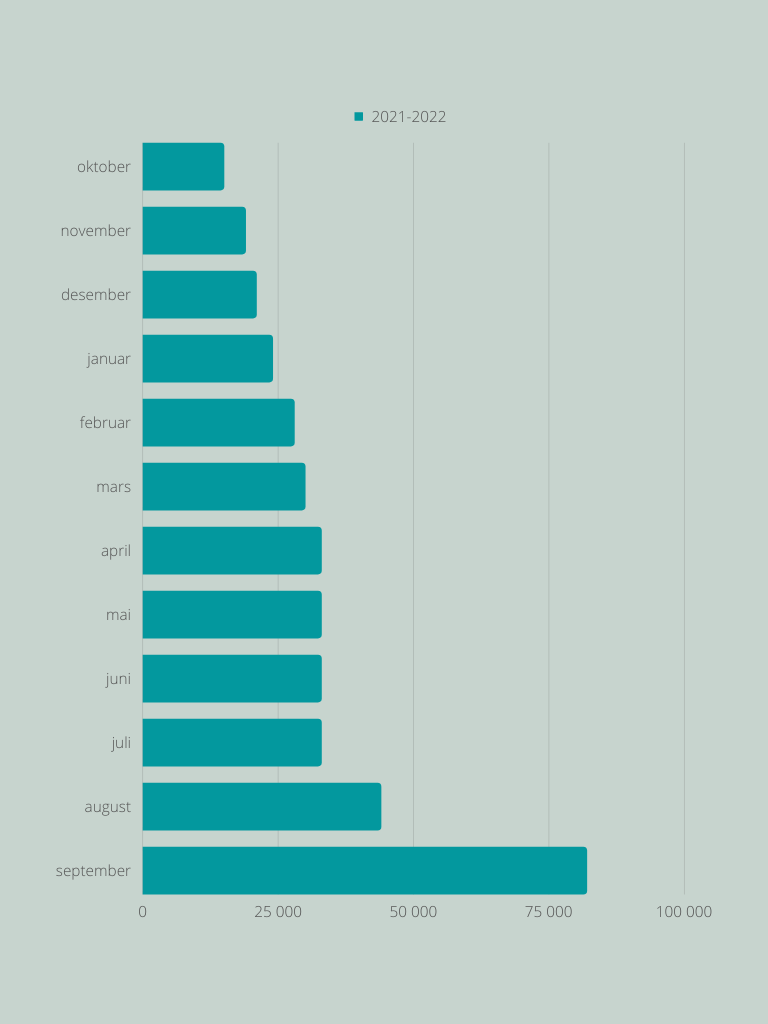 2021-2022
oktober
november
desember
januar
februar
mars
april
mai
juni
juli
august
september
0 25 000 50 000 75 000 100 000